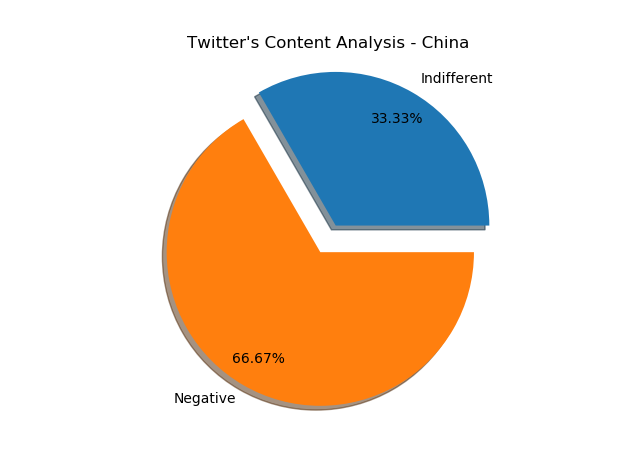 Twitter's Content Analysis - China
Indifferent
33.33%
66.67%
Negative